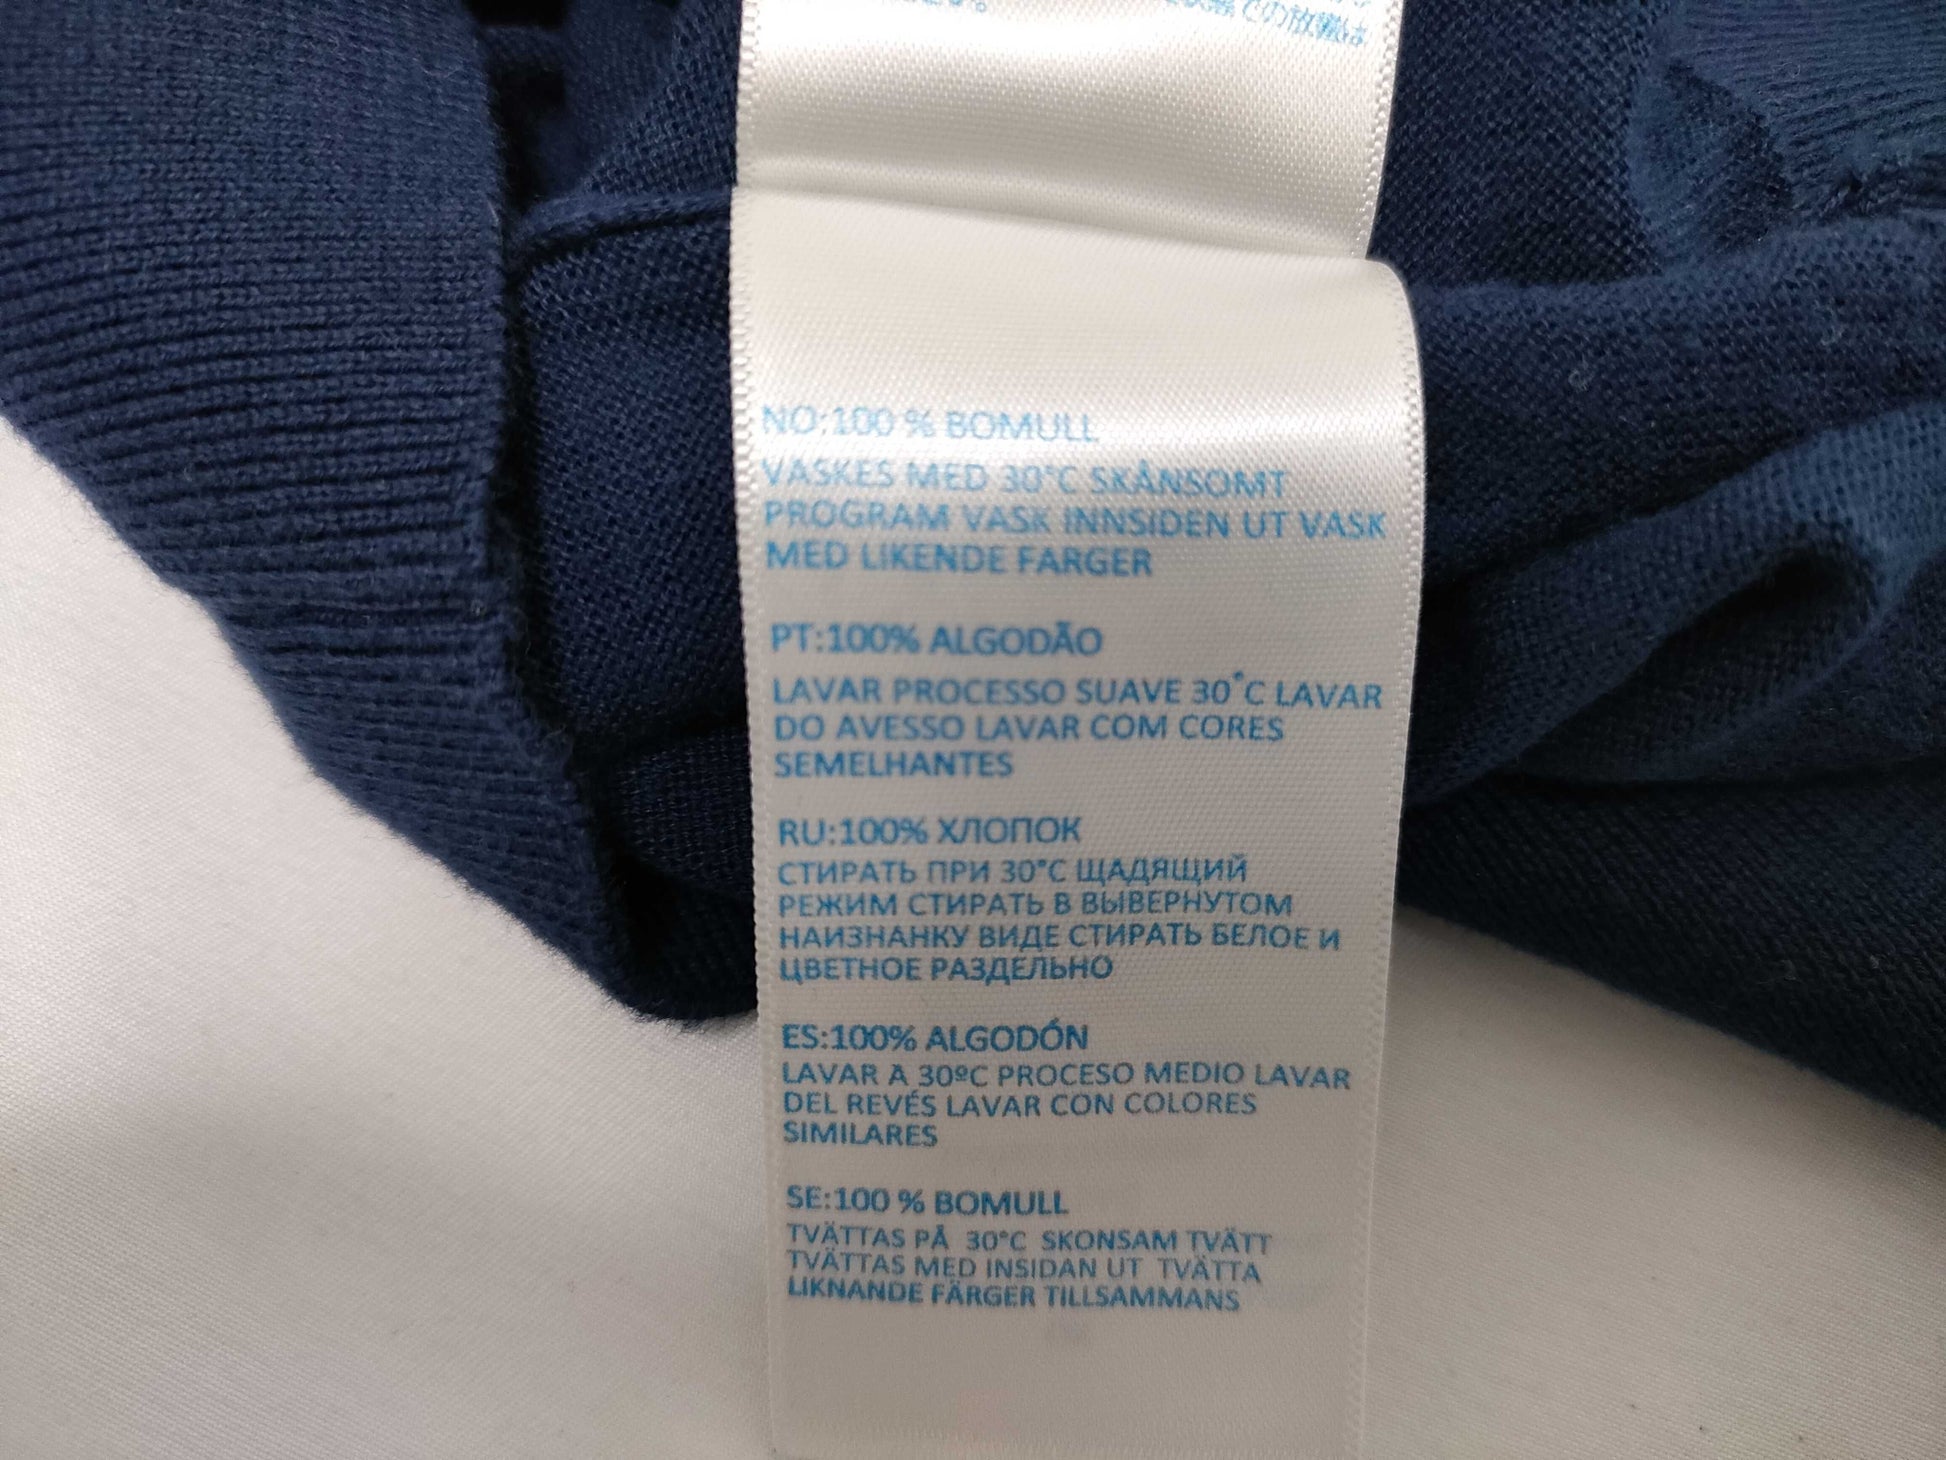 NO:100 % BOMULL
VASKES MED 30°C SKÅNSOMT
PROGRAM VASK INNSIDEN UT VASK
MED LIKENDE FARGER
PT:100% ALGODÃO
LAVAR PROCESSO SUAVE 30°C LAVAR
DO AVESSO LAVAR COM CORES
SEMELHANTES
RU:100% ХЛОПОК
СТИРАТЬ ПРИ 30°C ЩАДЯЩИЙ
РЕЖИМ СТИРАТЬ В ВЫВЕРНУТОМ
НАИЗНАНКУ ВИДЕ СТИРАТЬ БЕЛОЕ И
ЦВЕТНОЕ РАЗДЕЛЬНО
ES:100% ALGODÓN
LAVAR A 30ºC PROCESO MEDIO LAVAR
DEL REVÉS LAVAR CON COLORES
SIMILARES
SE:100 % BOMULL
TVÄTTAS PÅ 30°C SKONSAM TVÄTT
TVÄTTAS MED INSIDAN UT TVÄTTA
LIKNANDE FÄRGER TILLSAMMANS